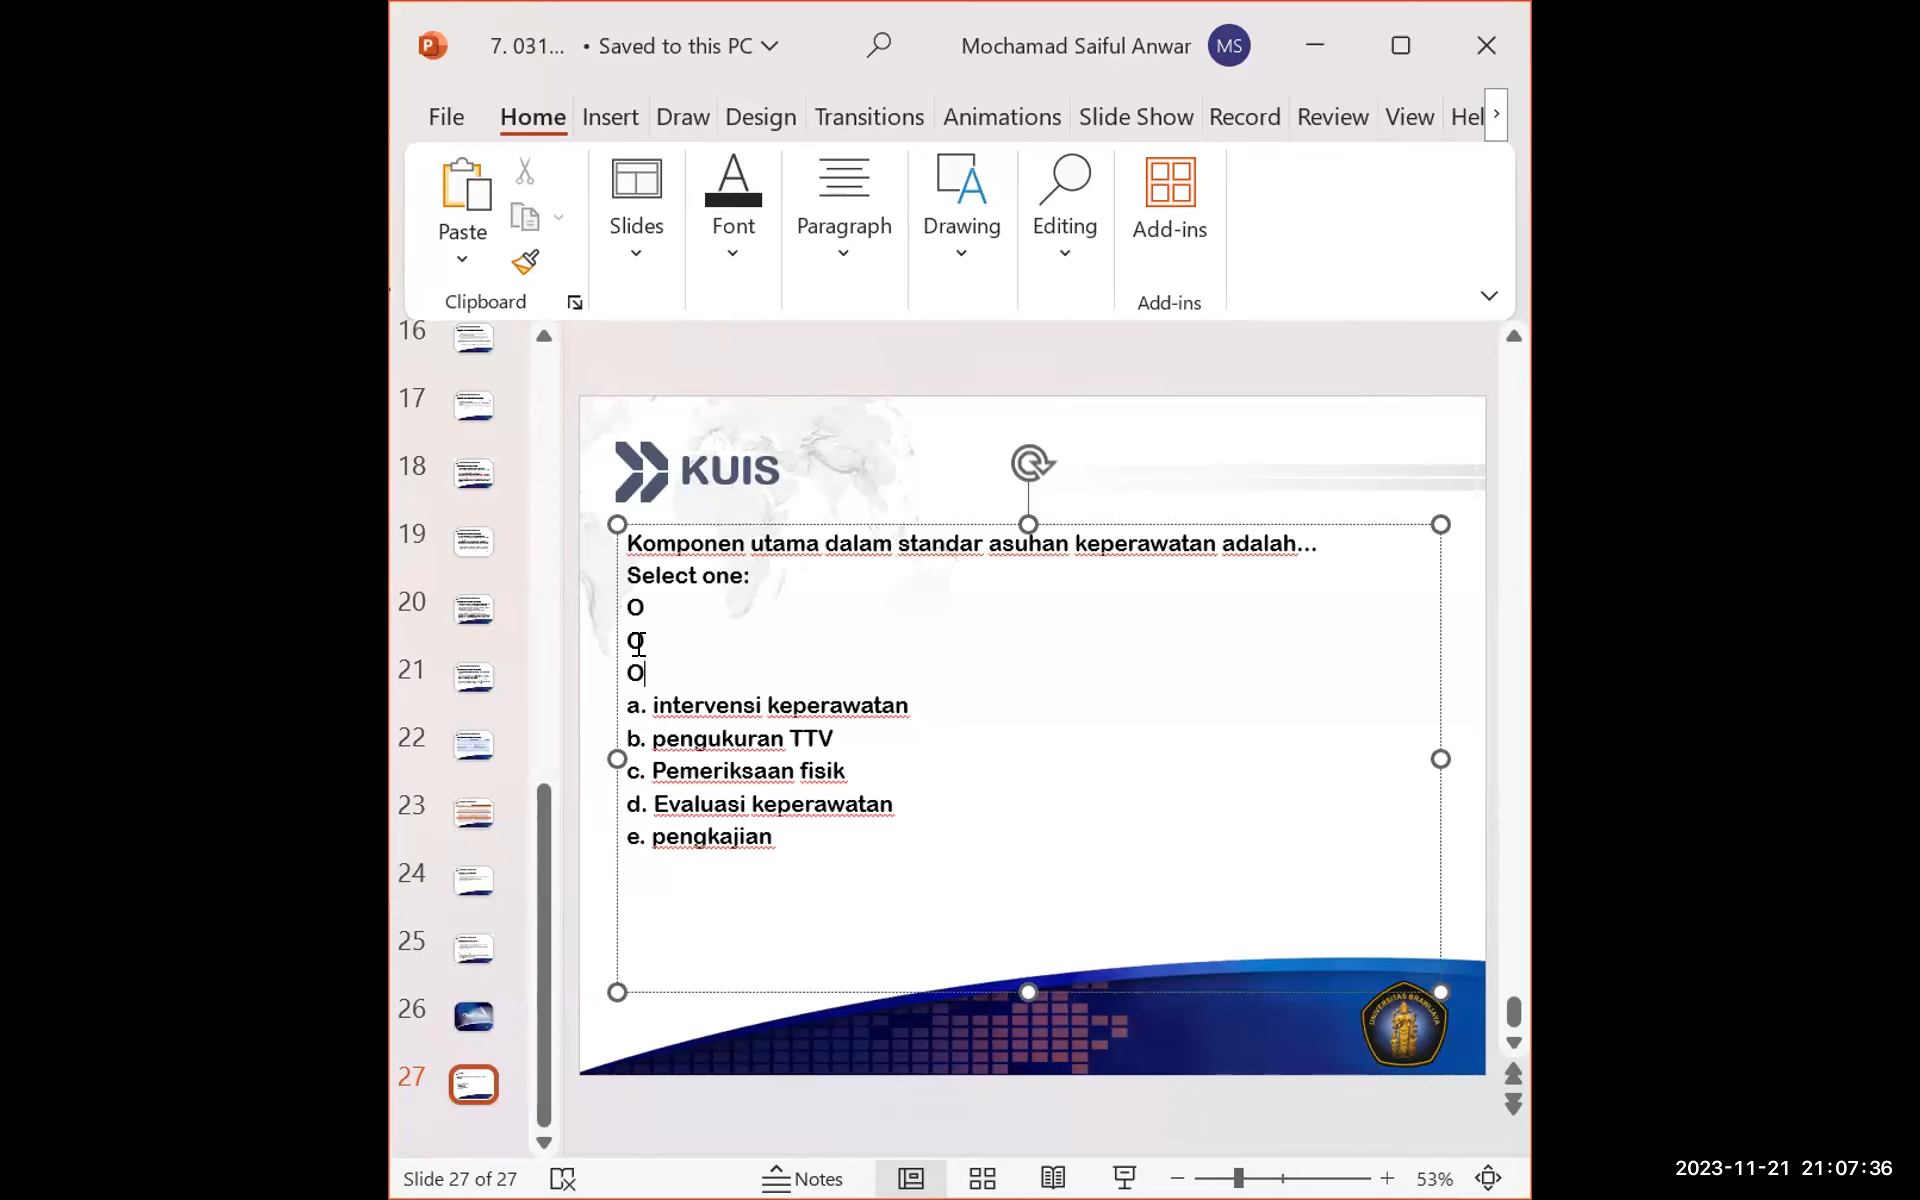 7. 031... • Saved to this PC
Mochamad Saiful Anwar MS
File Home Insert Draw Design Transitions Animations Slide Show Record Review View Hel
Paste
Slides Font Paragraph Drawing Editing Add-ins
Clipboard
Add-ins
16
17
18
19
20
21
22
23
24
25
26
27
KUIS
Komponen utama dalam standar asuhan keperawatan adalah...
Select one:
O
O
O
a. intervensi keperawatan
b. pengukuran TTV
c. Pemeriksaan fisik
d. Evaluasi keperawatan
e. pengkajian
UNIVERSITAS BRAWIJAYA
Slide 27 of 27
Notes
53%
2023-11-21 21:07:36